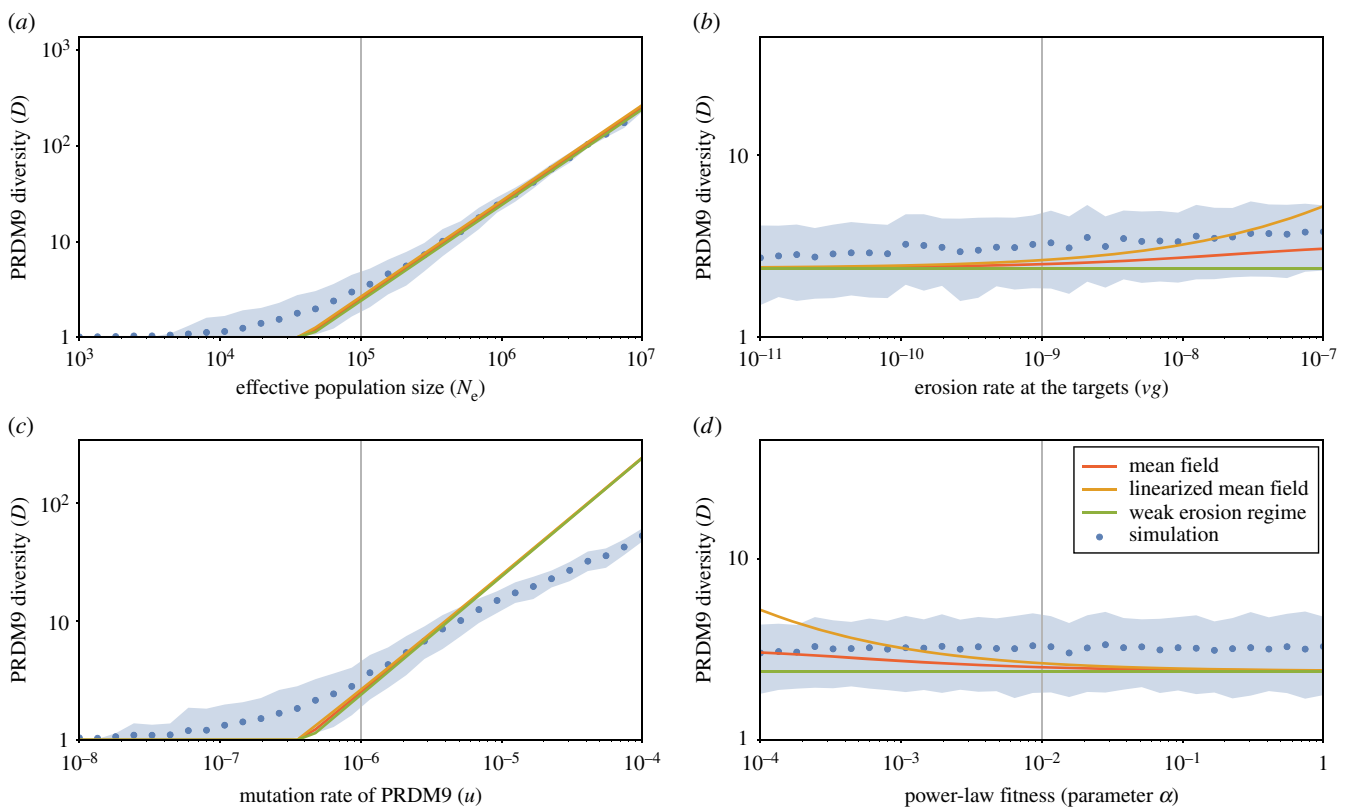 (a)
10³
10²
10
1
PRDM9 diversity (D)
10³ 10⁴ 10⁵ 10⁶ 10⁷
effective population size (Nₑ)
(b)
10
1
PRDM9 diversity (D)
10⁻¹¹ 10⁻¹⁰ 10⁻⁹ 10⁻⁸ 10⁻⁷
erosion rate at the targets (vg)
(c)
10²
10
1
PRDM9 diversity (D)
10⁻⁸ 10⁻⁷ 10⁻⁶ 10⁻⁵ 10⁻⁴
mutation rate of PRDM9 (u)
(d)
mean field
linearized mean field
weak erosion regime
simulation
10
1
PRDM9 diversity (D)
10⁻⁴ 10⁻³ 10⁻² 10⁻¹ 1
power-law fitness (parameter α)